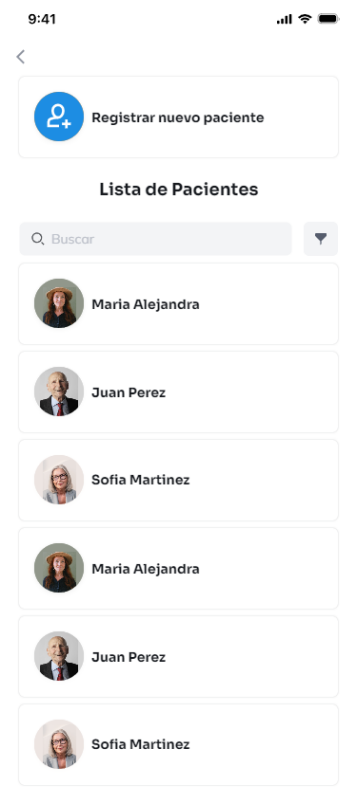 9:41
Registrar nuevo paciente
Lista de Pacientes
Buscar
Maria Alejandra
Juan Perez
Sofia Martinez
Maria Alejandra
Juan Perez
Sofia Martinez